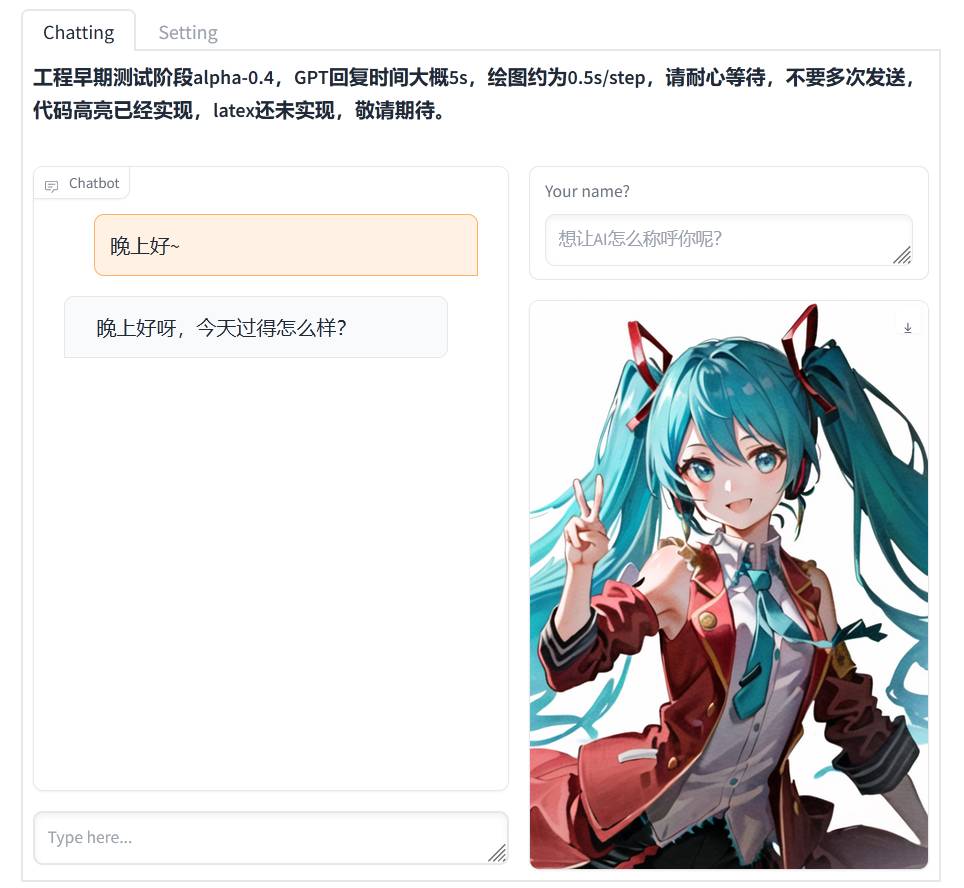 Chatting
Setting
工程早期测试阶段alpha-0.4，GPT回复时间大概5s，绘图约为0.5s/step，请耐心等待，不要多次发送，
代码高亮已经实现，latex还未实现，敬请期待。
Chatbot
晚上好~
晚上好呀，今天过得怎么样？
Type here...
Your name?
想让AI怎么称呼你呢？